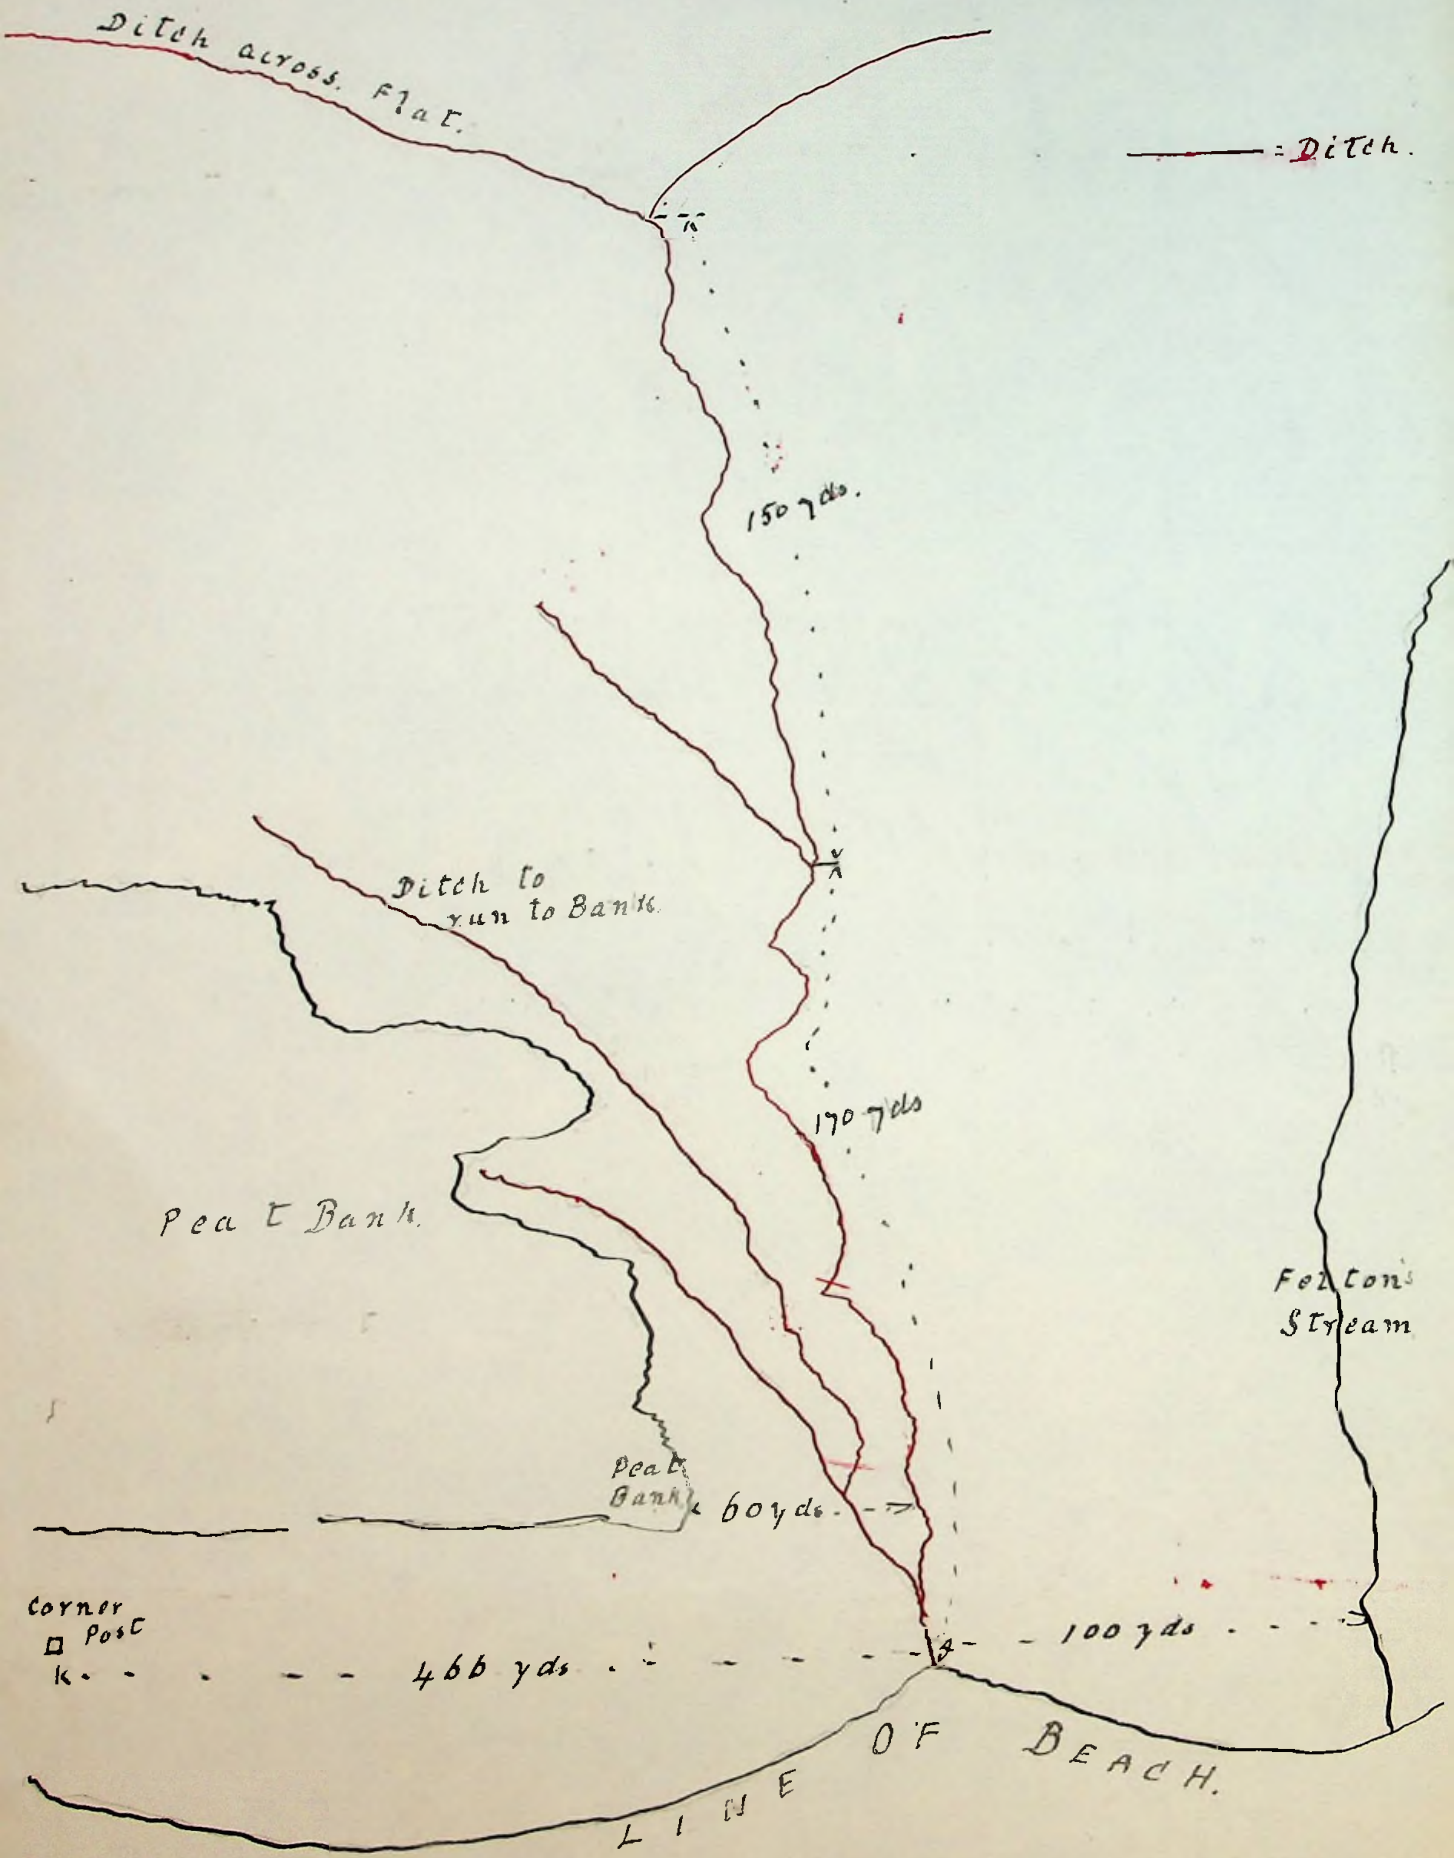 Ditch across. Flat.
= Ditch.
150 yds.
Ditch to
run to Bank.
170 yds
Peat Bank.
Felton's
Stream
Peat
Bank
60 yds.
Corner
Post
466 yds
100 yds
LINE OF BEACH.